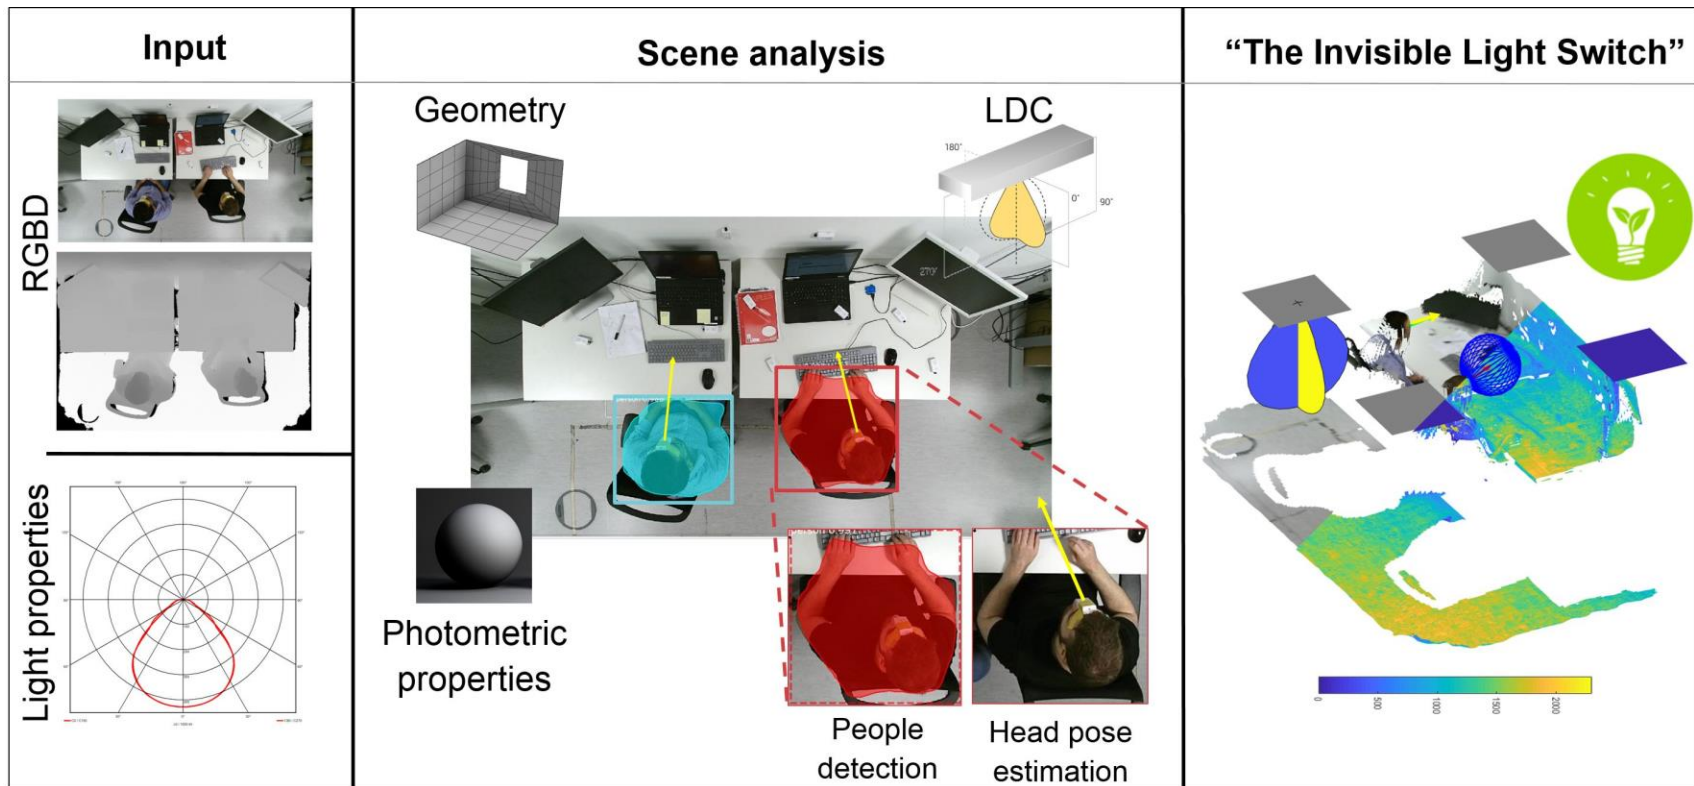 Input
Scene analysis
“The Invisible Light Switch”
RGBD
Light properties
Geometry
LDC
180°
0°
90°
270°
Photometric
properties
People
detection
Head pose
estimation
0
500
1000
1500
2000